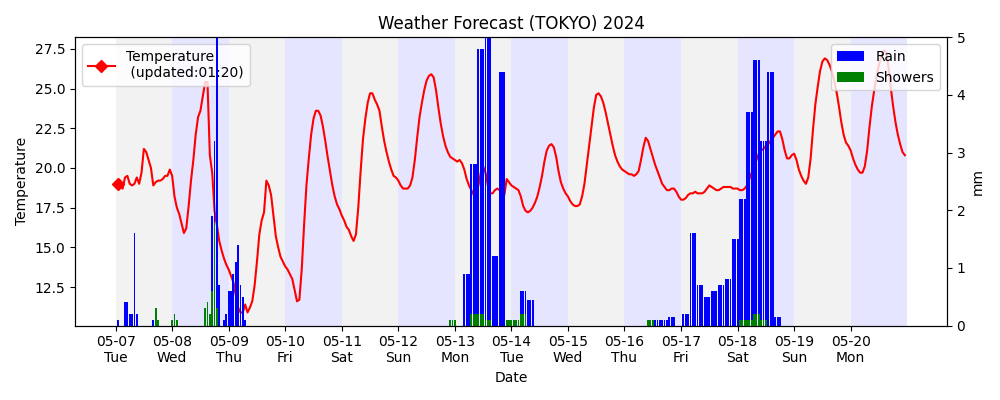 Weather Forecast (TOKYO) 2024
Temperature
(updated:01:20)
Rain
Showers
Temperature
27.5
25.0
22.5
20.0
17.5
15.0
12.5
5
4
3
2
1
0
mm
05-07 05-08 05-09 05-10 05-11 05-12 05-13 05-14 05-15 05-16 05-17 05-18 05-19 05-20
Tue Wed Thu Fri Sat Sun Mon Tue Wed Thu Fri Sat Sun Mon
Date